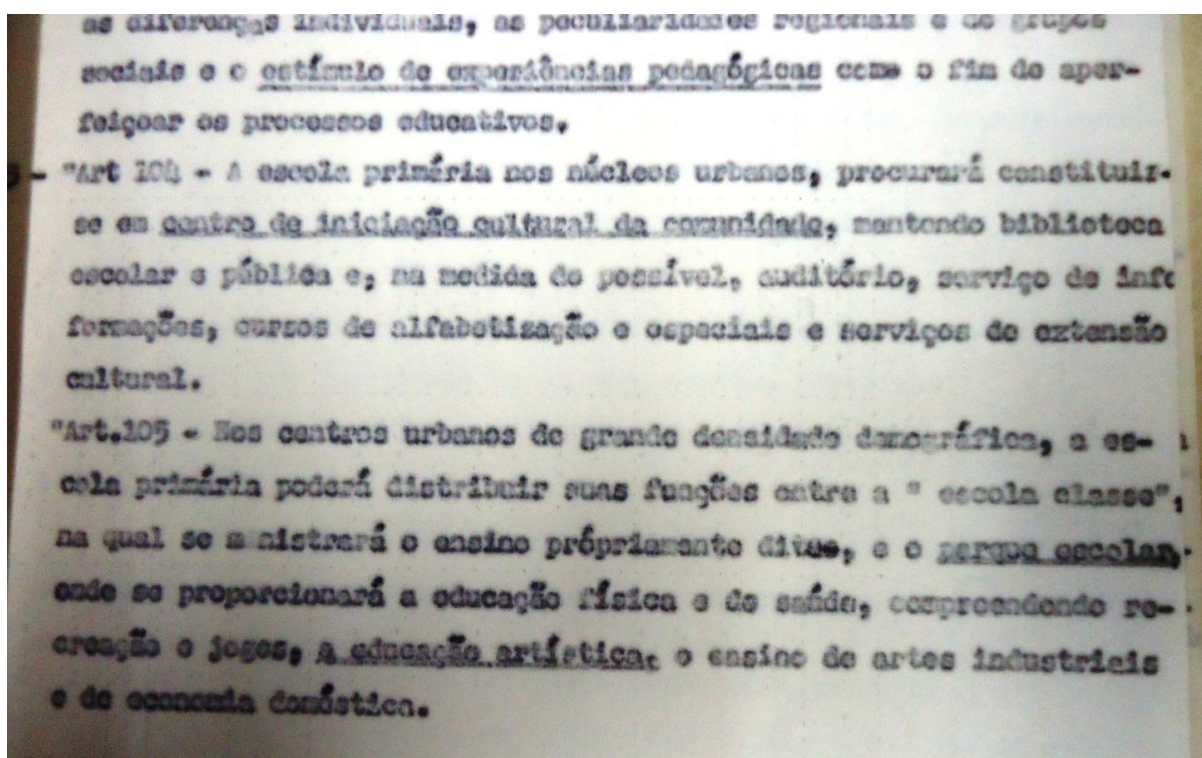 as diferenças individuais, as peculiaridades regionais e de grupos
sociais e o estímulo de experiências pedagógicas como o fim de aper-
feiçoar os processos educativos.
- "Art 104 - A escola primária nos núcleos urbanos, procurará constituir-
se em centro de iniciação cultural da comunidade, mantendo biblioteca
escolar e pública e, na medida do possível, auditório, serviço de info
formações, cursos de alfabetização e especiais e serviços de extensão
cultural.
"Art.105 - Nos centros urbanos de grande densidade demográfica, a es-
cola primária poderá distribuir suas funções entre a " escola classe",
na qual se ministrará o ensino própriamente dito, e o parque escolar,
onde se proporcionará a educação física e de saúde, compreendendo re-
creação e jogos, a educação artística, o ensino de artes industriais
e de economia doméstica.